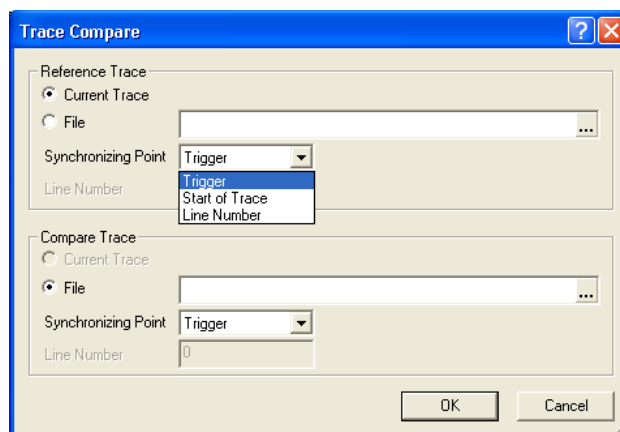 Trace Compare
Reference Trace
Current Trace
File
...
Synchronizing Point Trigger
Trigger
Start of Trace
Line Number
Line Number
Compare Trace
Current Trace
File
...
Synchronizing Point Trigger
Line Number 0
OK Cancel